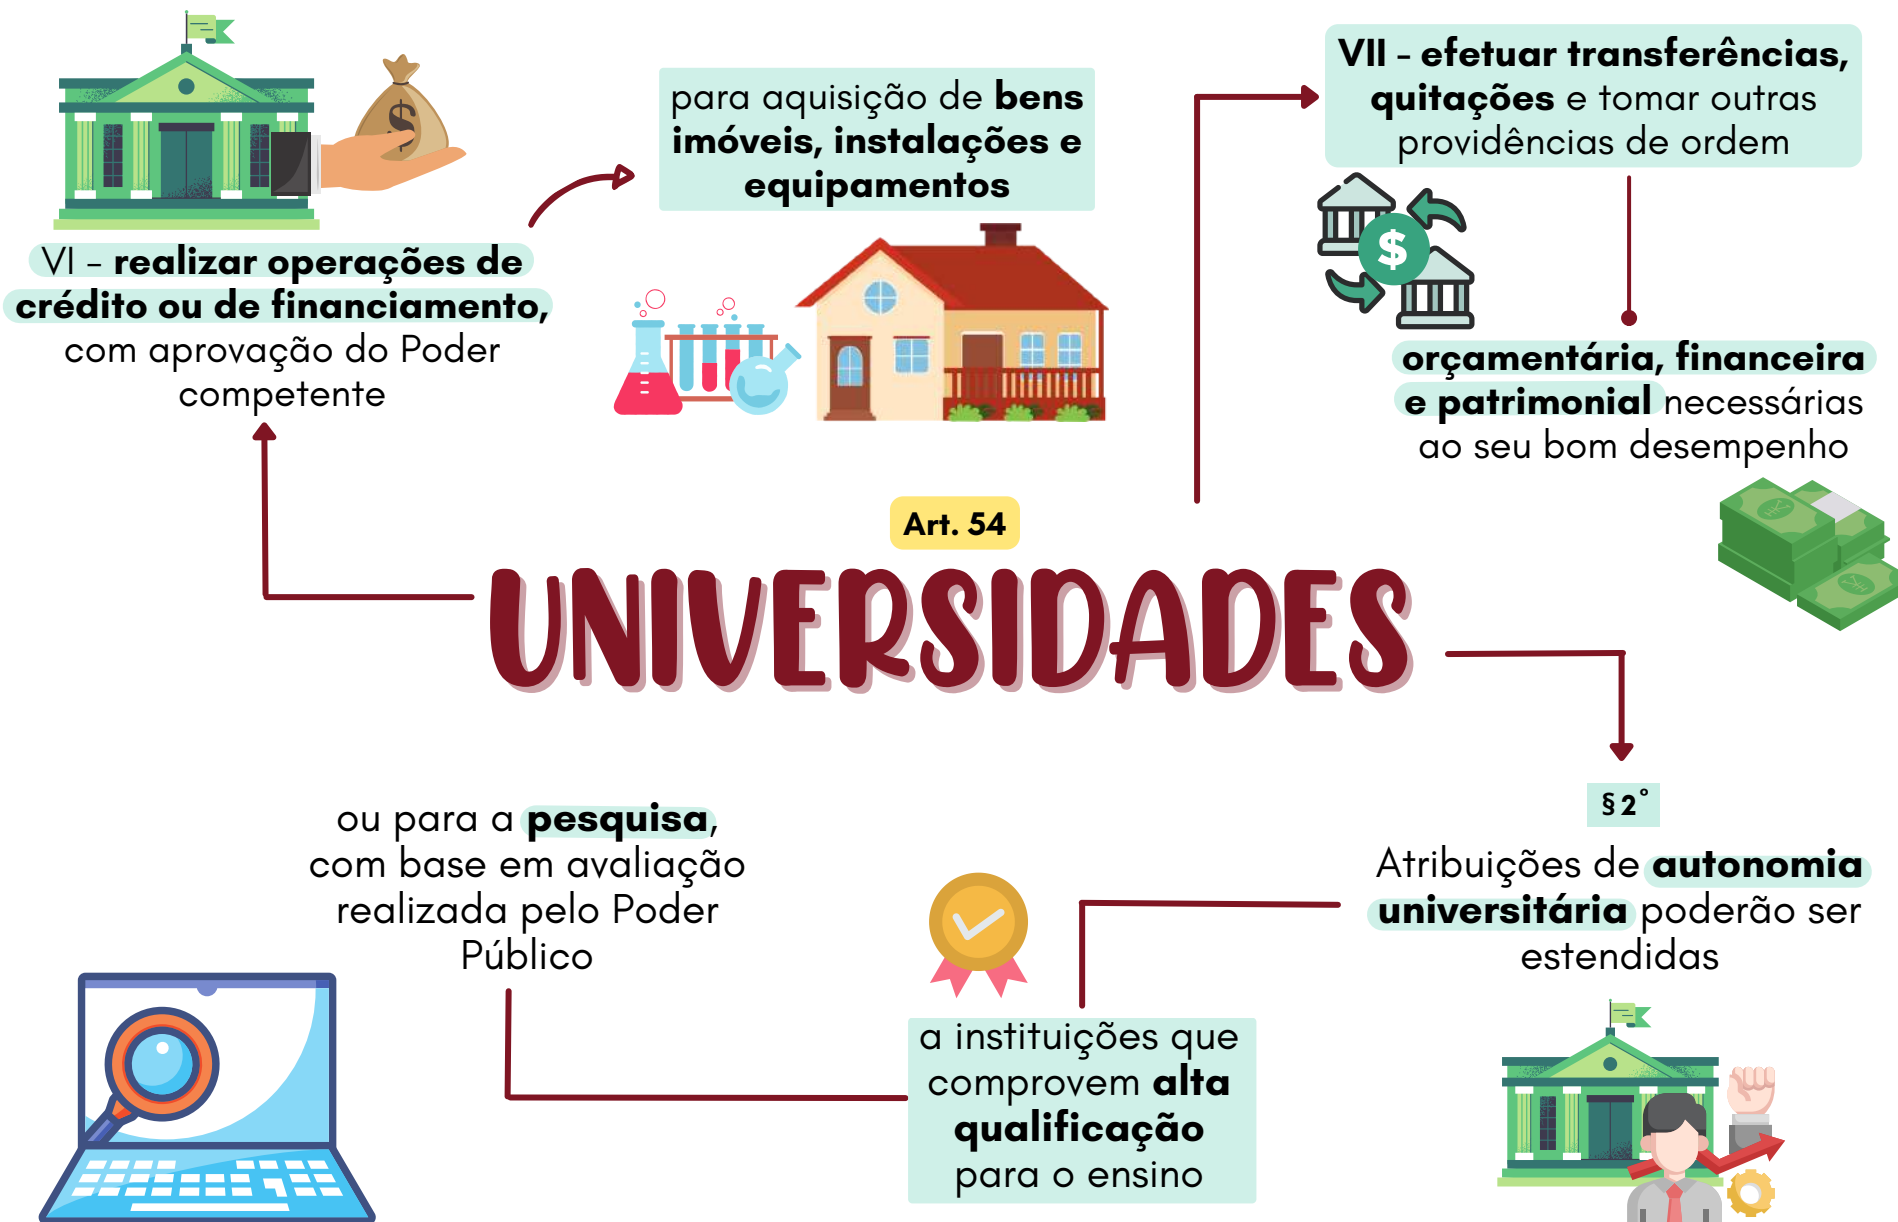 VI - realizar operações de
crédito ou de financiamento,
com aprovação do Poder
competente
para aquisição de bens
imóveis, instalações e
equipamentos
VII - efetuar transferências,
quitações e tomar outras
providências de ordem
orçamentária, financeira
e patrimonial necessárias
ao seu bom desempenho
Art. 54
UNIVERSIDADES
§ 2°
Atribuições de autonomia
universitária poderão ser
estendidas
a instituições que
comprovem alta
qualificação
para o ensino
ou para a pesquisa,
com base em avaliação
realizada pelo Poder
Público